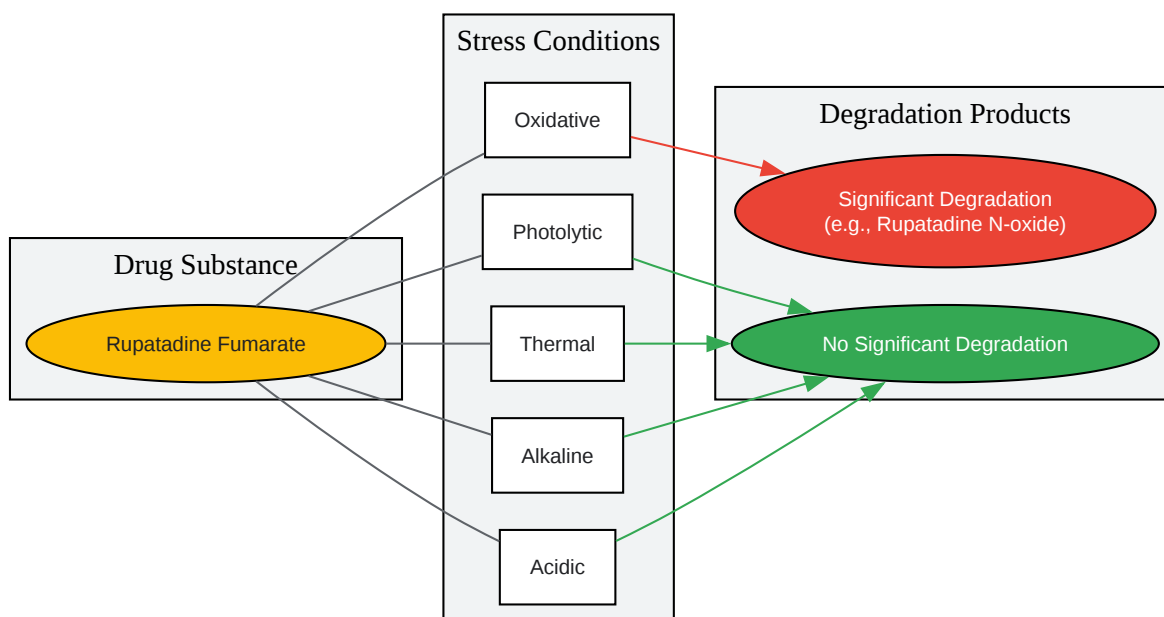 Drug Substance
Rupatadine Fumarate
Stress Conditions
Oxidative
Photolytic
Thermal
Alkaline
Acidic
Degradation Products
Significant Degradation
(e.g., Rupatadine N-oxide)
No Significant Degradation